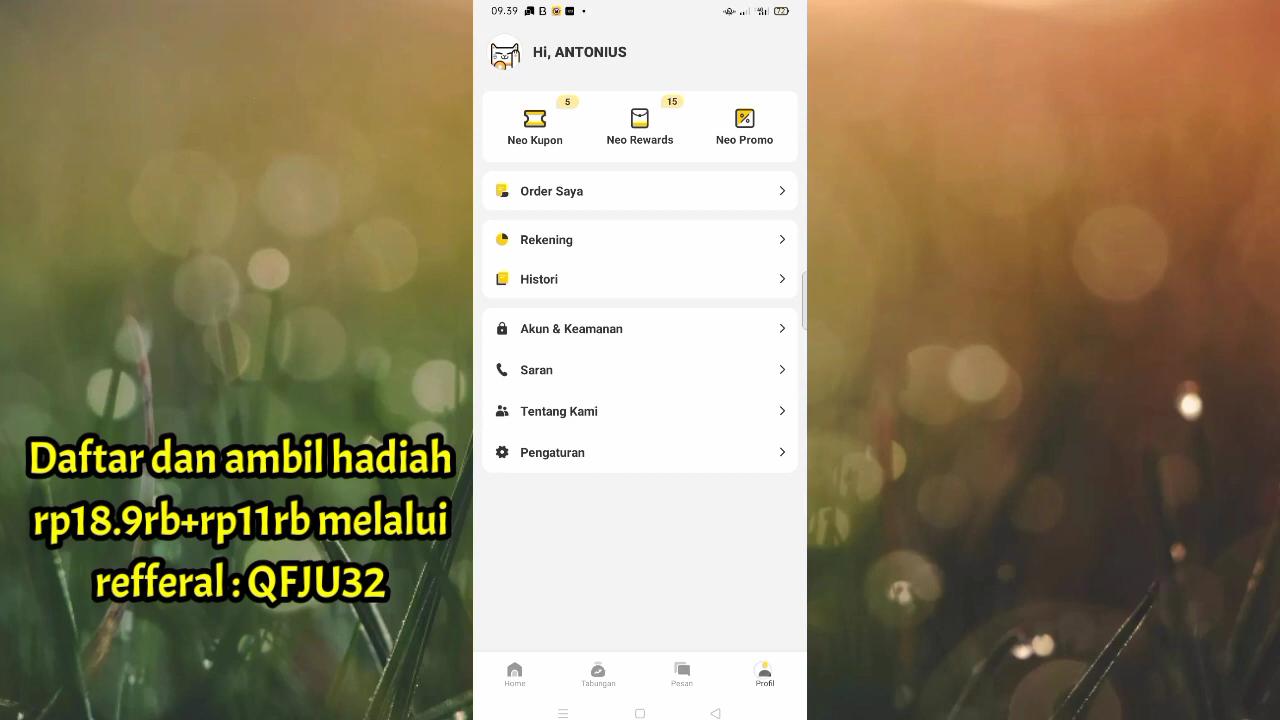 09.39
72
Hi, ANTONIUS
5
15
Neo Kupon
Neo Rewards
Neo Promo
Order Saya
Rekening
Histori
Akun & Keamanan
Saran
Tentang Kami
Pengaturan
Daftar dan ambil hadiah
rp18.9rb+rp11rb melalui
refferal : QFJU32
Home
Tabungan
Pesan
Profil